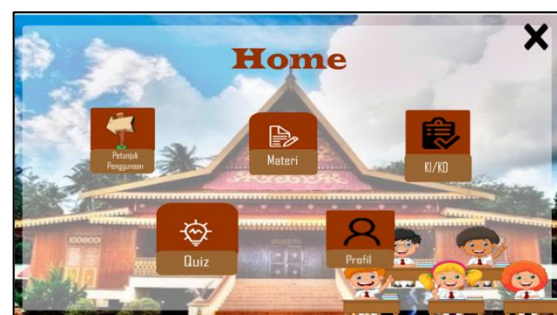 Home
Petunjuk
Penggunaan
Materi
KI/KD
Quiz
Profil